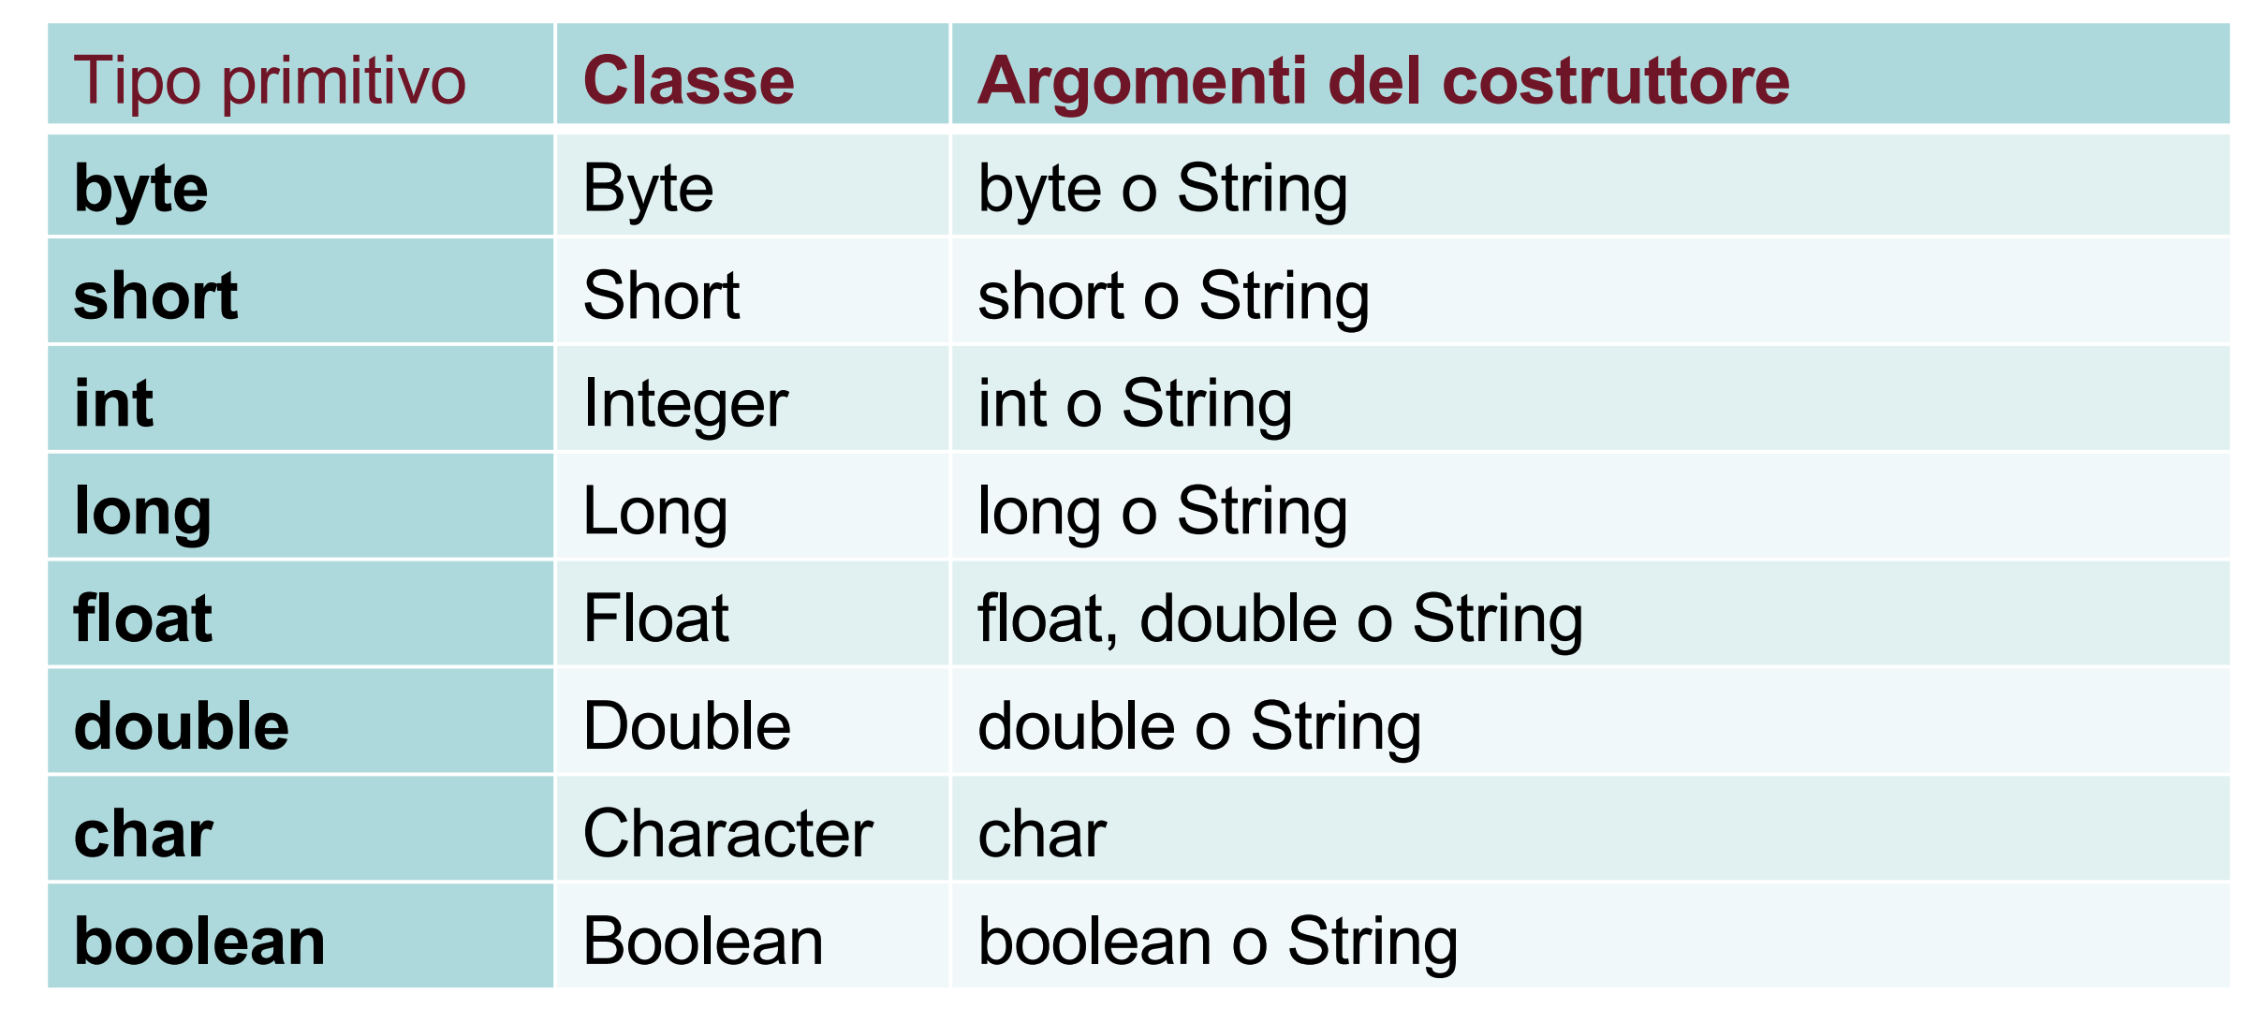 Tipo primitivo Classe Argomenti del costruttore
byte Byte byte o String
short Short short o String
int Integer int o String
long Long long o String
float Float float, double o String
double Double double o String
char Character char
boolean Boolean boolean o String